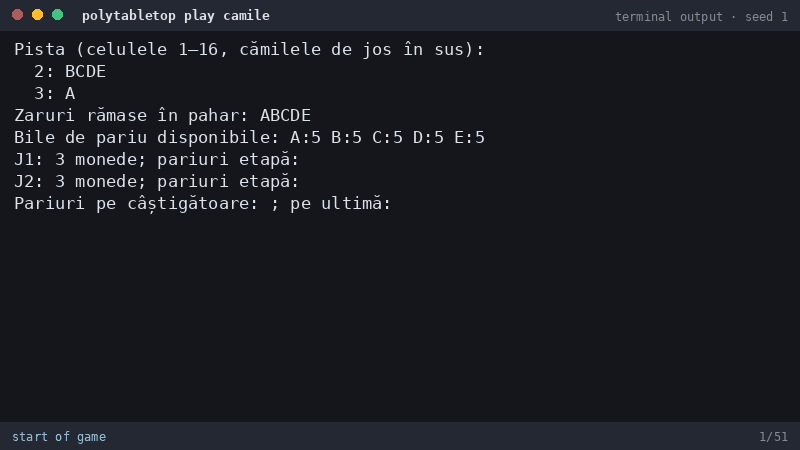 polytabletop play camile
terminal output · seed 1
Pista (celulele 1–16, cămilele de jos în sus):
2: BCDE
3: A
Zaruri rămase în pahar: ABCDE
Bile de pariu disponibile: A:5 B:5 C:5 D:5 E:5
J1: 3 monede; pariuri etapă:
J2: 3 monede; pariuri etapă:
Pariuri pe câștigătoare: ; pe ultimă:
start of game
1/51